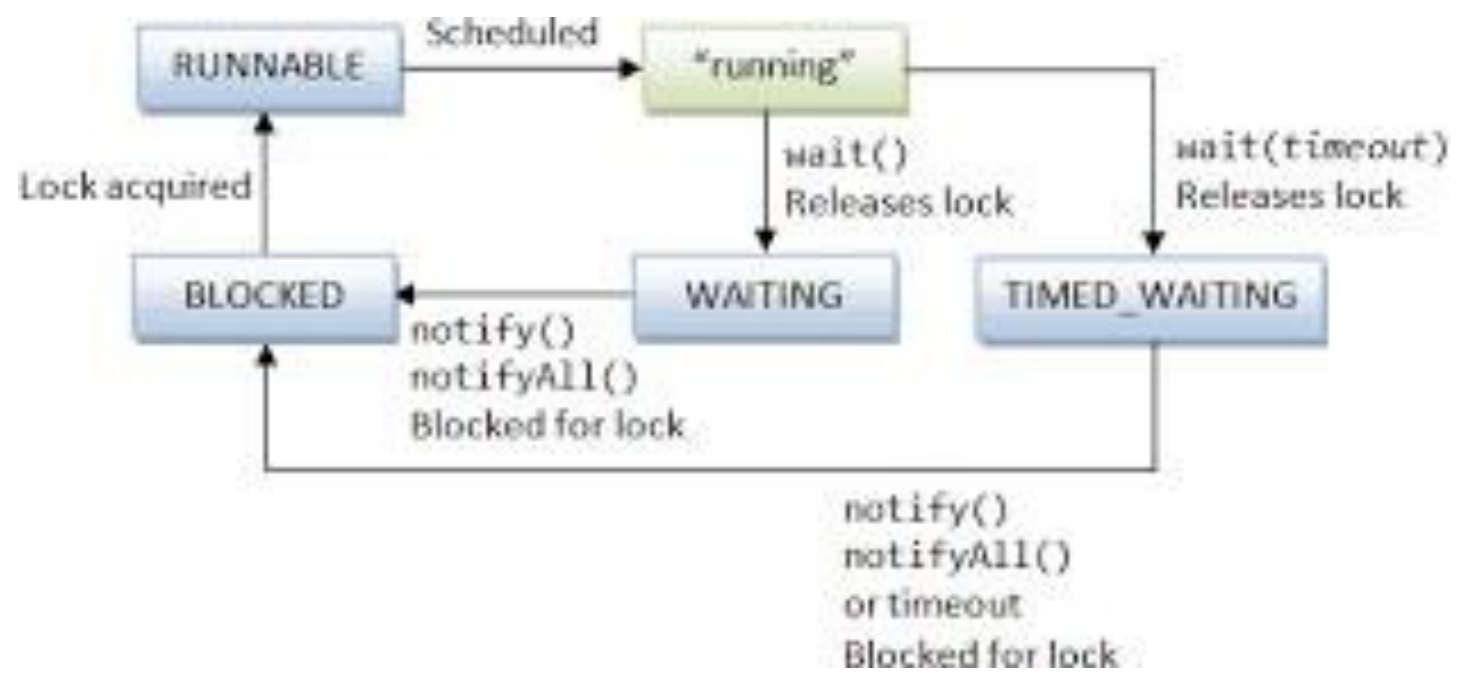 Scheduled
RUNNABLE
"running"
wait()
Releases lock
wait(timeout)
Releases lock
Lock acquired
BLOCKED
WAITING
TIMED_WAITING
notify()
notifyAll()
Blocked for lock
notify()
notifyAll()
or timeout
Blocked for lock